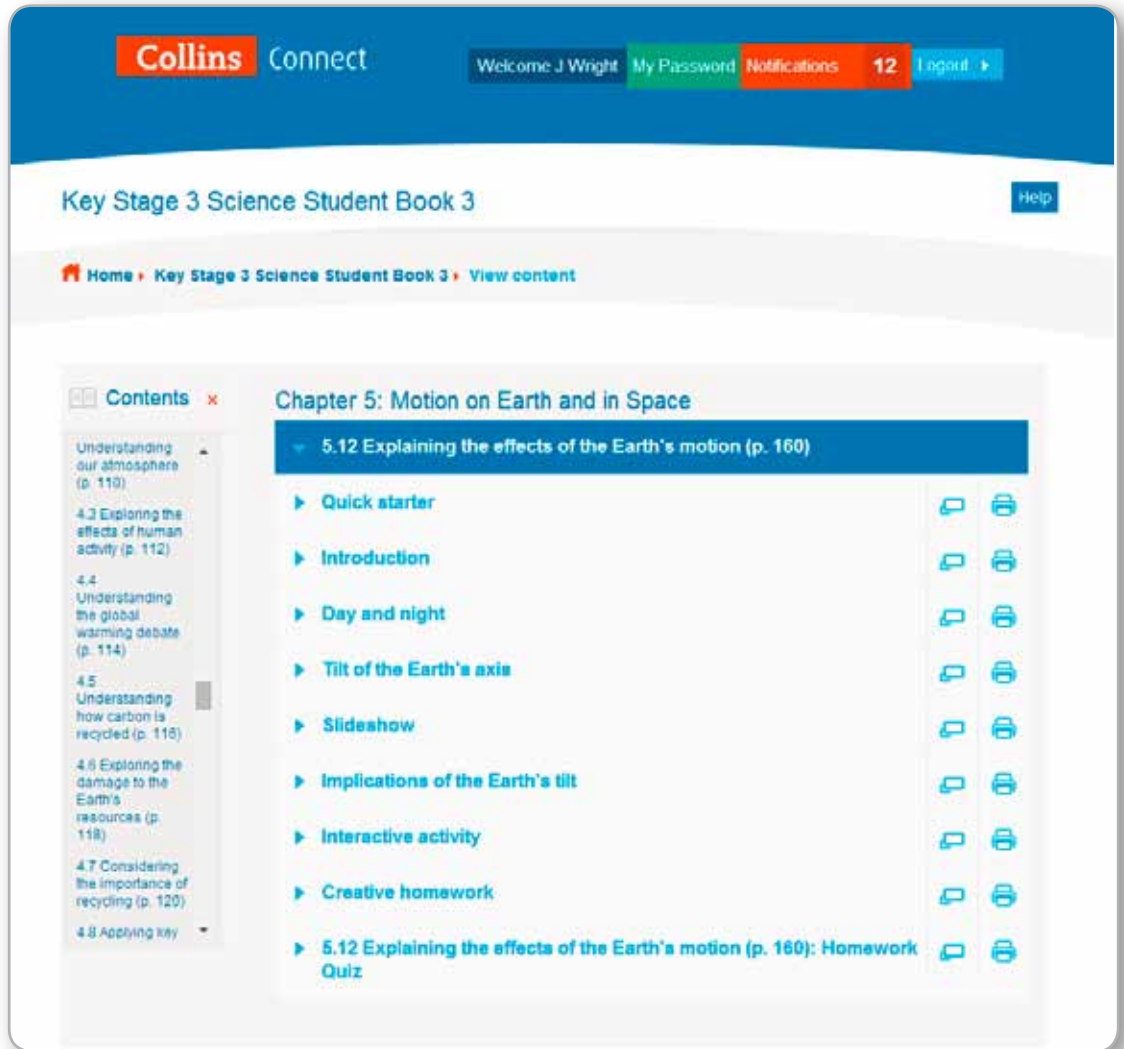 Collins Connect
Welcome J Wright My Password Notifications 12 Logout
Key Stage 3 Science Student Book 3
Help
Home Key Stage 3 Science Student Book 3 View content
Contents x
Understanding
our atmosphere
(p. 110)
4.3 Exploring the
effects of human
activity (p. 112)
4.4
Understanding
the global
warming debate
(p. 114)
4.5
Understanding
how carbon is
recycled (p. 116)
4.6 Exploring the
damage to the
Earth's
resources (p.
118)
4.7 Considering
the importance of
recycling (p. 120)
4.8 Applying key
Chapter 5: Motion on Earth and in Space
5.12 Explaining the effects of the Earth's motion (p. 160)
Quick starter
Introduction
Day and night
Tilt of the Earth's axis
Slideshow
Implications of the Earth's tilt
Interactive activity
Creative homework
5.12 Explaining the effects of the Earth's motion (p. 160): Homework
Quiz